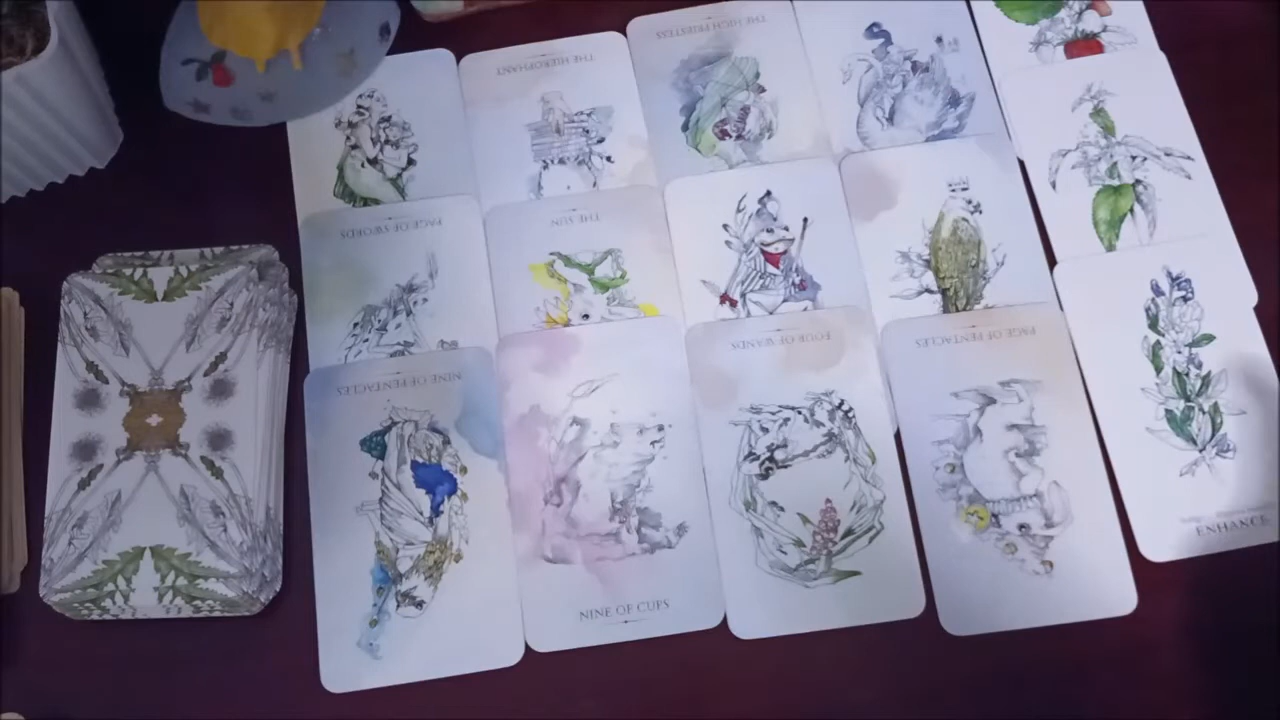 THE HIEROPHANT
THE HIGH PRIESTESS
PAGE OF SWORDS
THE SUN
NINE OF PENTACLES
FOUR OF WANDS
PAGE OF PENTACLES
NINE OF CUPS
ENHANCE